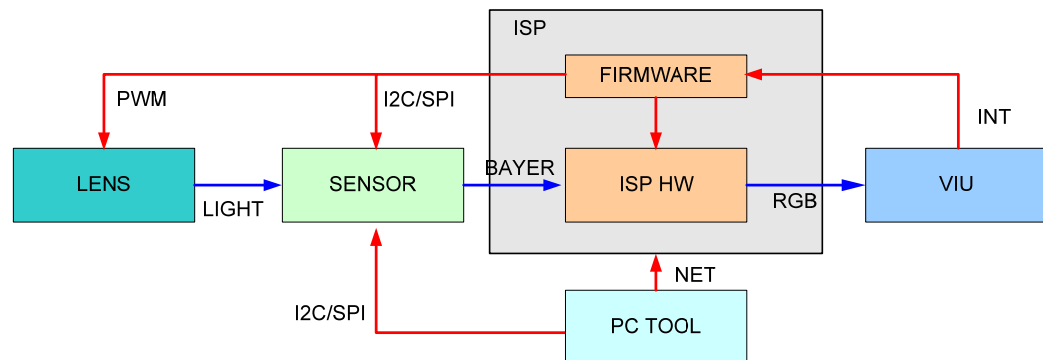 ISP
FIRMWARE
PWM
I2C/SPI
INT
LENS
SENSOR
BAYER
ISP HW
VIU
LIGHT
RGB
NET
I2C/SPI
PC TOOL